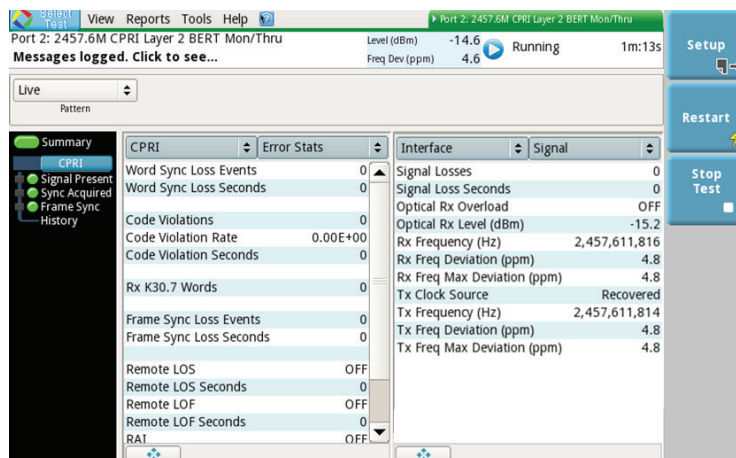 Select Test View Reports Tools Help
Port 2: 2457.6M CPRI Layer 2 BERT Mon/Thru
Port 2: 2457.6M CPRI Layer 2 BERT Mon/Thru
Messages logged. Click to see...
Level (dBm) -14.6
Freq Dev (ppm) 4.6
Running 1m:13s
Setup
Restart
Stop Test
Live
Pattern
Summary
CPRI
Signal Present
Sync Acquired
Frame Sync
History
CPRI Error Stats
Word Sync Loss Events 0
Word Sync Loss Seconds 0
Code Violations 0
Code Violation Rate 0.00E+00
Code Violation Seconds 0
Rx K30.7 Words 0
Frame Sync Loss Events 0
Frame Sync Loss Seconds 0
Remote LOS OFF
Remote LOS Seconds 0
Remote LOF OFF
Remote LOF Seconds 0
RAI OFF
Interface Signal
Signal Losses 0
Signal Loss Seconds 0
Optical Rx Overload OFF
Optical Rx Level (dBm) -15.2
Rx Frequency (Hz) 2,457,611,816
Rx Freq Deviation (ppm) 4.8
Rx Freq Max Deviation (ppm) 4.8
Tx Clock Source Recovered
Tx Frequency (Hz) 2,457,611,814
Tx Freq Deviation (ppm) 4.8
Tx Freq Max Deviation (ppm) 4.8